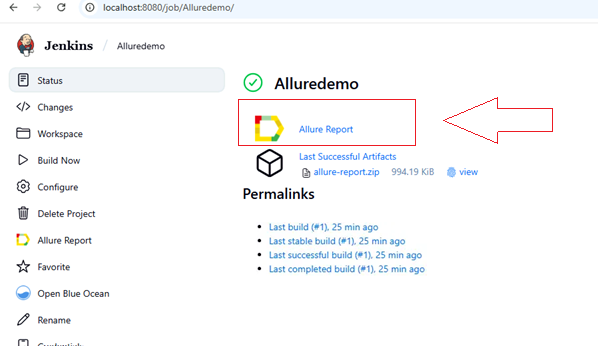 localhost:8080/job/Alluredemo/
Jenkins / Alluredemo
Status
Changes
Workspace
Build Now
Configure
Delete Project
Allure Report
Favorite
Open Blue Ocean
Rename
Alluredemo
Allure Report
Last Successful Artifacts
allure-report.zip 994.19 KiB view
Permalinks
Last build (#1), 25 min ago
Last stable build (#1), 25 min ago
Last successful build (#1), 25 min ago
Last completed build (#1), 25 min ago